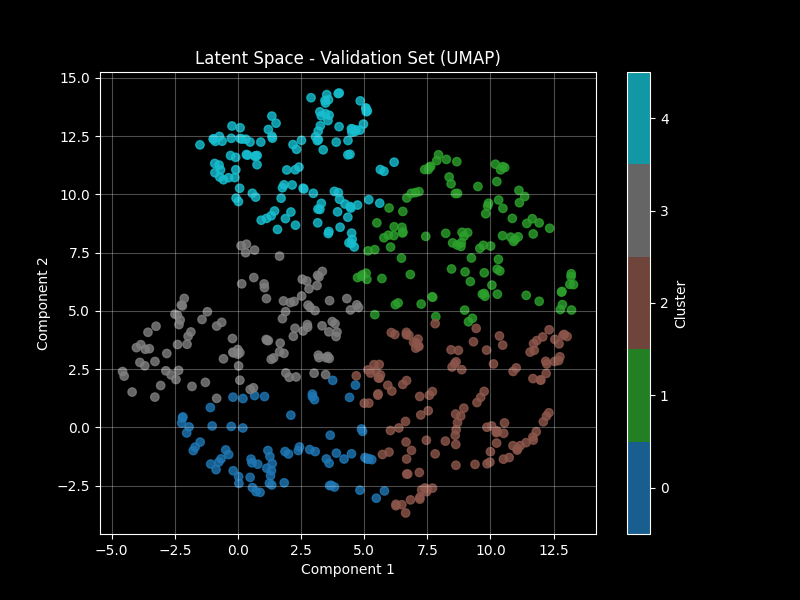 Latent Space - Validation Set (UMAP)
15.0
12.5
10.0
7.5
5.0
2.5
0.0
−2.5
Component 2
−5.0 −2.5 0.0 2.5 5.0 7.5 10.0 12.5
Component 1
4
3
2
1
0
Cluster